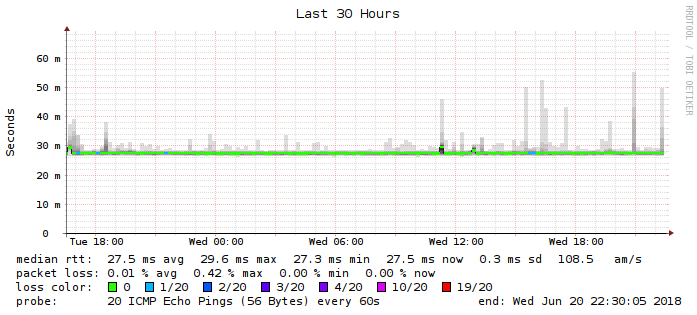 Last 30 Hours
RRDTOOL / TOBI OETIKER
Seconds
60 m
50 m
40 m
30 m
20 m
10 m
0
Tue 18:00 Wed 00:00 Wed 06:00 Wed 12:00 Wed 18:00
median rtt: 27.5 ms avg 29.6 ms max 27.3 ms min 27.5 ms now 0.3 ms sd 108.5 am/s
packet loss: 0.01 % avg 0.42 % max 0.00 % min 0.00 % now
loss color: 0 1/20 2/20 3/20 4/20 10/20 19/20
probe: 20 ICMP Echo Pings (56 Bytes) every 60s end: Wed Jun 20 22:30:05 2018